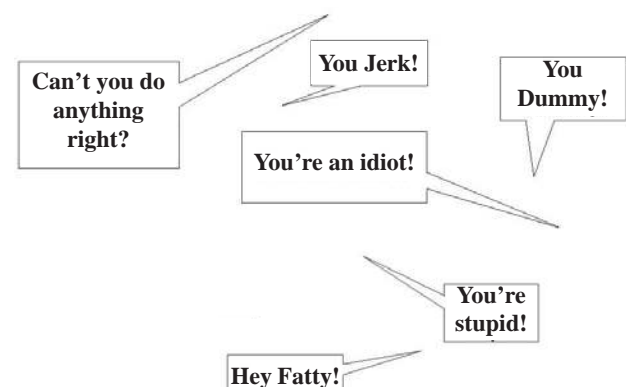 Can't you do
anything
right?
You Jerk!
You
Dummy!
You're an idiot!
You're
stupid!
Hey Fatty!